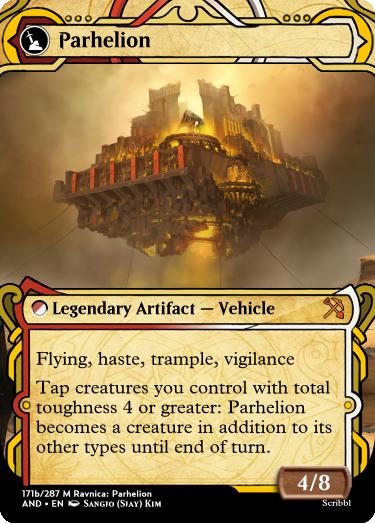 Parhelion
Legendary Artifact — Vehicle
Flying, haste, trample, vigilance
Tap creatures you control with total
toughness 4 or greater: Parhelion
becomes a creature in addition to its
other types until end of turn.
4/8
171b/287 M Ravnica: Parhelion
AND • EN Sangio (Sjay) Kim
Scribbl